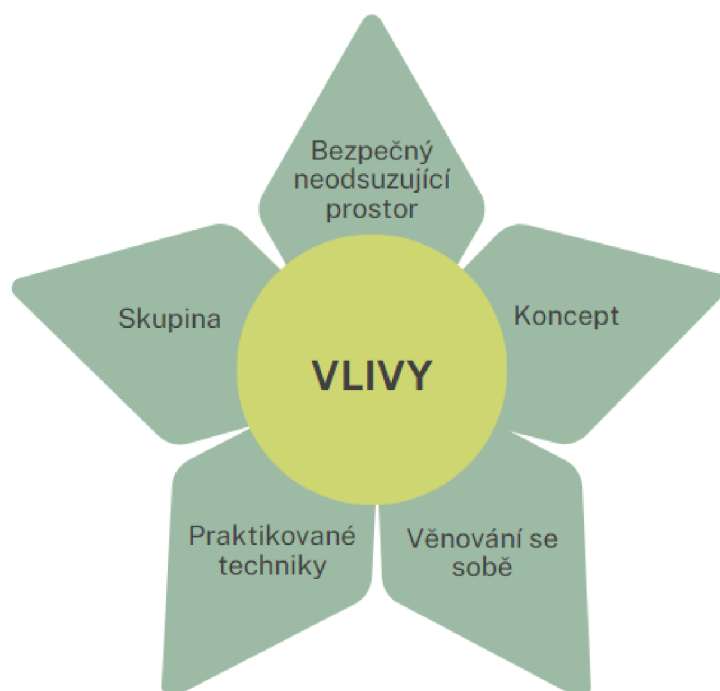 Bezpečný
neodsuzující
prostor
Skupina
Koncept
VLIVY
Praktikované
techniky
Věnování se
sobě